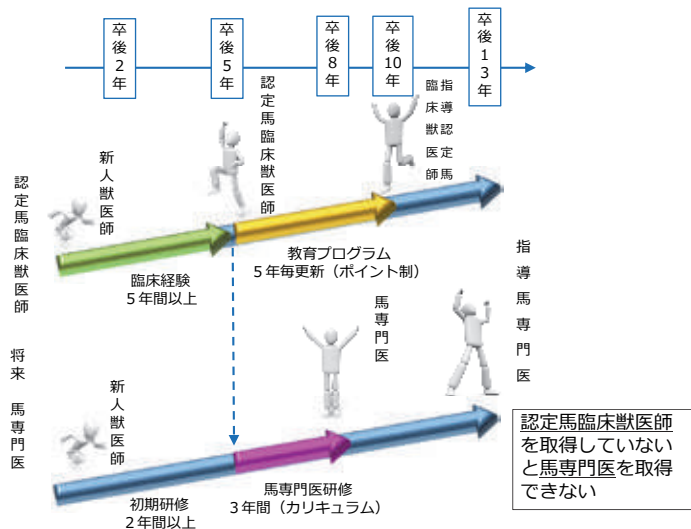 卒後2年
卒後5年
卒後8年
卒後10年
卒後13年
認定馬臨床獣医師
新人獣医師
認定馬臨床獣医師
指導認定馬
臨床獣医師
臨床経験
5年間以上
教育プログラム
5年毎更新（ポイント制）
将来 馬専門医
新人獣医師
馬専門医
指導馬専門医
初期研修
2年間以上
馬専門医研修
3年間（カリキュラム）
認定馬臨床獣医師
を取得していない
と馬専門医を取得
できない